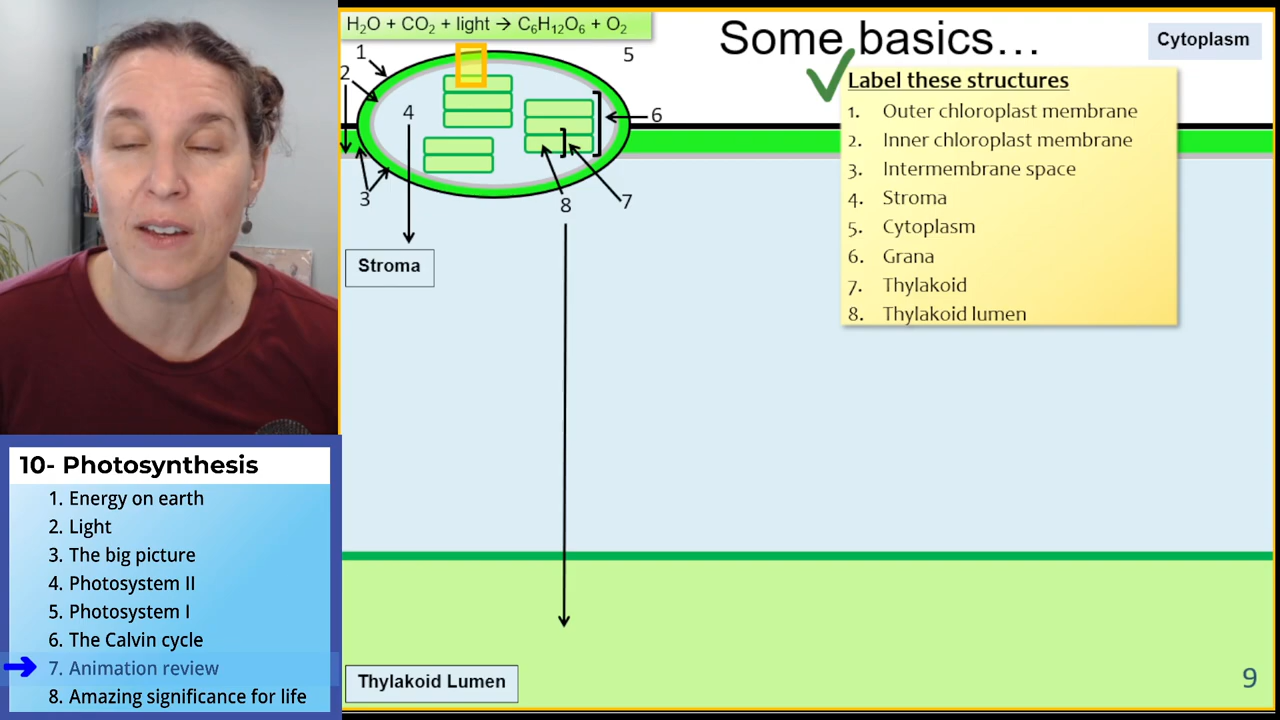 H₂O + CO₂ + light → C₆H₁₂O₆ + O₂
Some basics…
Cytoplasm
1
2
3
4
5
6
7
8
Label these structures
1. Outer chloroplast membrane
2. Inner chloroplast membrane
3. Intermembrane space
4. Stroma
5. Cytoplasm
6. Grana
7. Thylakoid
8. Thylakoid lumen
Stroma
Thylakoid Lumen
9
10- Photosynthesis
1. Energy on earth
2. Light
3. The big picture
4. Photosystem II
5. Photosystem I
6. The Calvin cycle
7. Animation review
8. Amazing significance for life